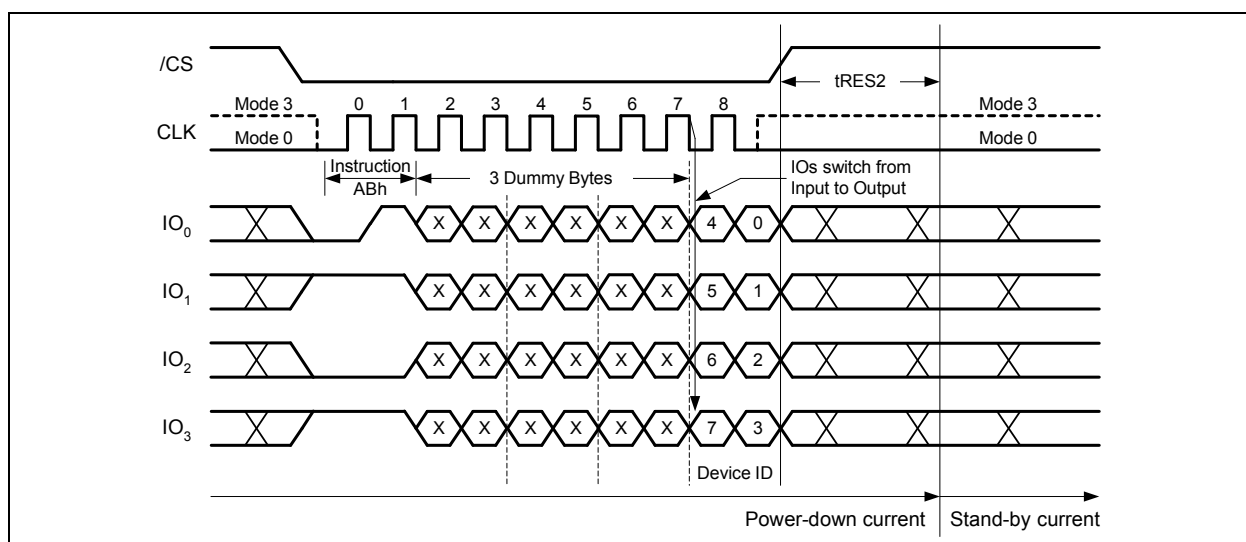 /CS
tRES2
Mode 3 0 1 2 3 4 5 6 7 8 Mode 3
CLK
Mode 0 Mode 0
Instruction
ABh
3 Dummy Bytes
IOs switch from
Input to Output
IO0 X X X X X X 4 0
IO1 X X X X X X 5 1
IO2 X X X X X X 6 2
IO3 X X X X X X 7 3
Device ID
Power-down current Stand-by current